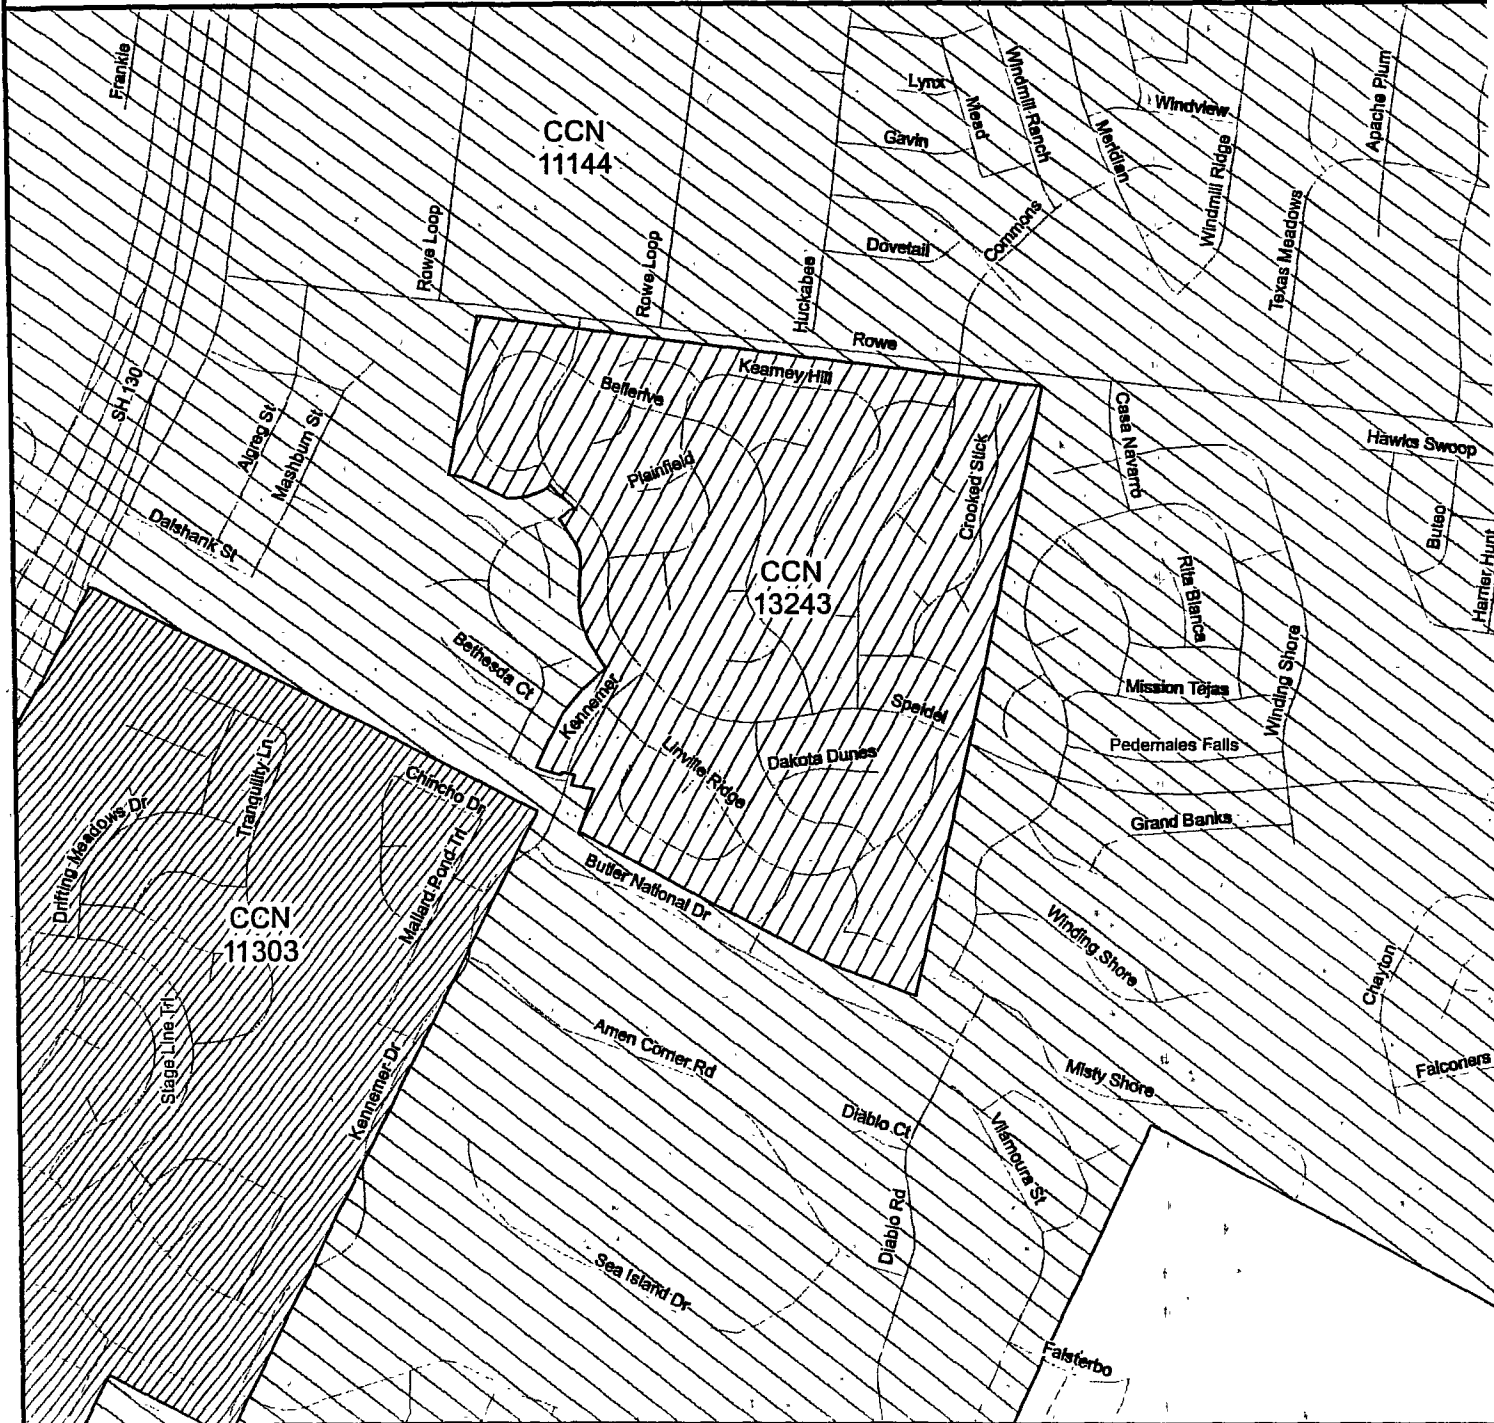 Frankie
CCN
11144
Lynx
Mead
Windmill Ranch
Gavin
Meridian
Windview
Windmill Ridge
Apache Plum
Rowe Loop
Rowe Loop
Huckabee
Dovetail
Commons
Texas Meadows
Rowe
SH 130
Algreg St
Mashburn St
Bellerive
Kearney Hill
Plainfield
Crooked Stick
Casa Navarro
Hawks Swoop
Buteo
Harrier Hunt
Dalshank St
CCN
13243
Rita Blanca
Bethesda Ct
Kennemer
Speidel
Mission Tejas
Winding Shore
Linville Ridge
Dakota Dunes
Pedernales Falls
Tranquility Ln
Chincho Dr
Drifting Meadows Dr
Mallard Pond Trl
Grand Banks
Butler National Dr
CCN
11303
Winding Shore
Chayton
Stage Line Trl
Kennemer Dr
Amen Corner Rd
Misty Shore
Falconers
Diablo Ct
Vilamoura St
Diablo Rd
Sea Island Dr
Falsterbo